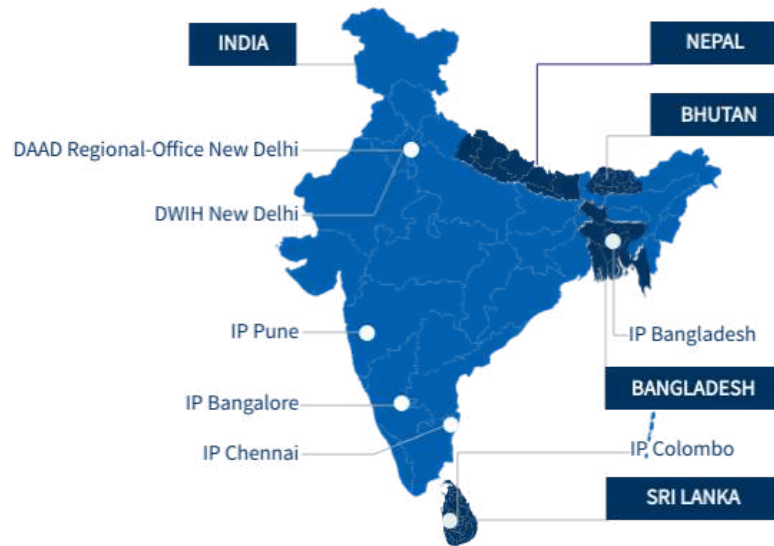 INDIA
NEPAL
BHUTAN
DAAD Regional-Office New Delhi
DWIH New Delhi
IP Pune
IP Bangladesh
IP Bangalore
BANGLADESH
IP Chennai
IP Colombo
SRI LANKA